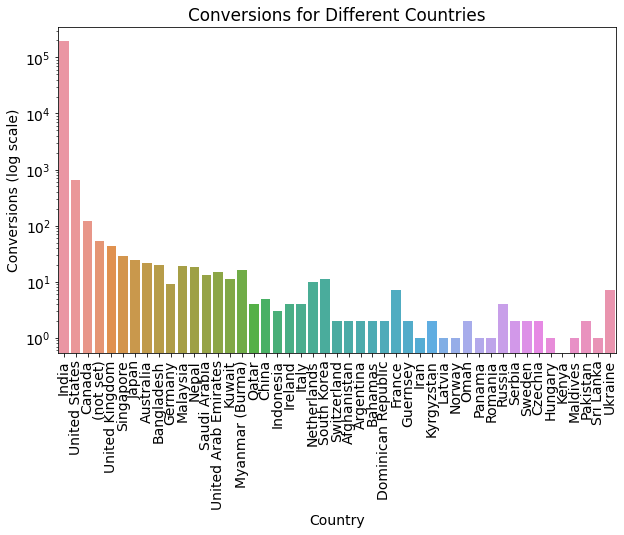 Conversions for Different Countries
Conversions (log scale)
10⁵
10⁴
10³
10²
10¹
10⁰
India
United States
Canada
(not set)
United Kingdom
Singapore
Japan
Australia
Bangladesh
Germany
Malaysia
Nepal
Saudi Arabia
United Arab Emirates
Kuwait
Myanmar (Burma)
Qatar
China
Indonesia
Ireland
Italy
Netherlands
South Korea
Switzerland
Afghanistan
Argentina
Bahamas
Dominican Republic
France
Guernsey
Iran
Kyrgyzstan
Latvia
Norway
Oman
Panama
Romania
Russia
Serbia
Sweden
Czechia
Hungary
Kenya
Maldives
Pakistan
Sri Lanka
Ukraine
Country